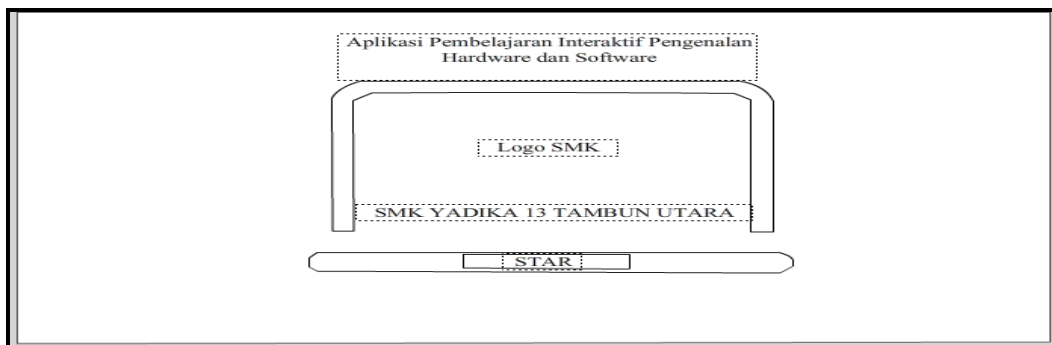 Aplikasi Pembelajaran Interaktif Pengenalan
Hardware dan Software
Logo SMK
SMK YADIKA 13 TAMBUN UTARA
STAR